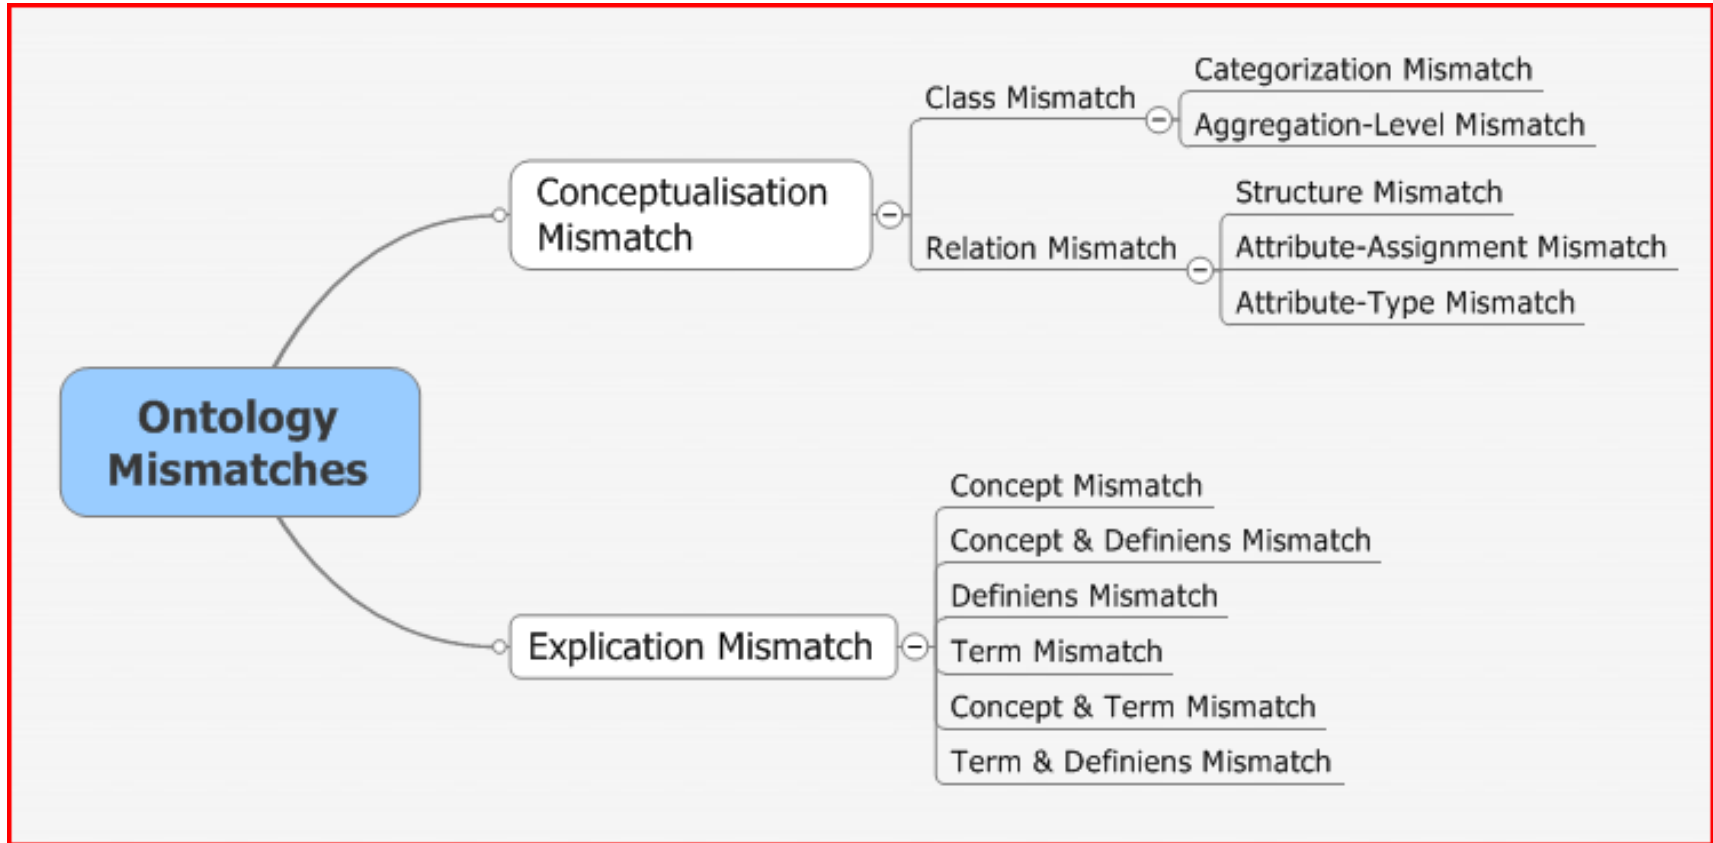 Ontology
Mismatches
Conceptualisation
Mismatch
Class Mismatch
Categorization Mismatch
Aggregation-Level Mismatch
Relation Mismatch
Structure Mismatch
Attribute-Assignment Mismatch
Attribute-Type Mismatch
Explication Mismatch
Concept Mismatch
Concept & Definiens Mismatch
Definiens Mismatch
Term Mismatch
Concept & Term Mismatch
Term & Definiens Mismatch